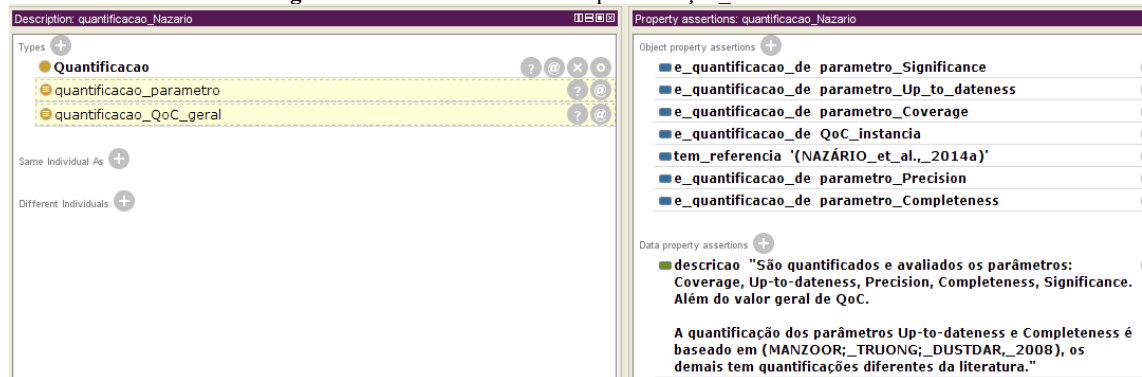 Description: quantificacao_Nazario
Types
Quantificacao
quantificacao_parametro
quantificacao_QoC_geral
Same Individual As
Different Individuals
Property assertions: quantificacao_Nazario
Object property assertions
e_quantificacao_de parametro_Significance
e_quantificacao_de parametro_Up_to_dateness
e_quantificacao_de parametro_Coverage
e_quantificacao_de QoC_instancia
tem_referencia '(NAZÁRIO_et_al.,_2014a)'
e_quantificacao_de parametro_Precision
e_quantificacao_de parametro_Completeness
Data property assertions
descricao "São quantificados e avaliados os parâmetros:
Coverage, Up-to-dateness, Precision, Completeness, Significance.
Além do valor geral de QoC.
A quantificação dos parâmetros Up-to-dateness e Completeness é
baseado em (MANZOOR;_TRUONG;_DUSTDAR,_2008), os
demais tem quantificações diferentes da literatura."